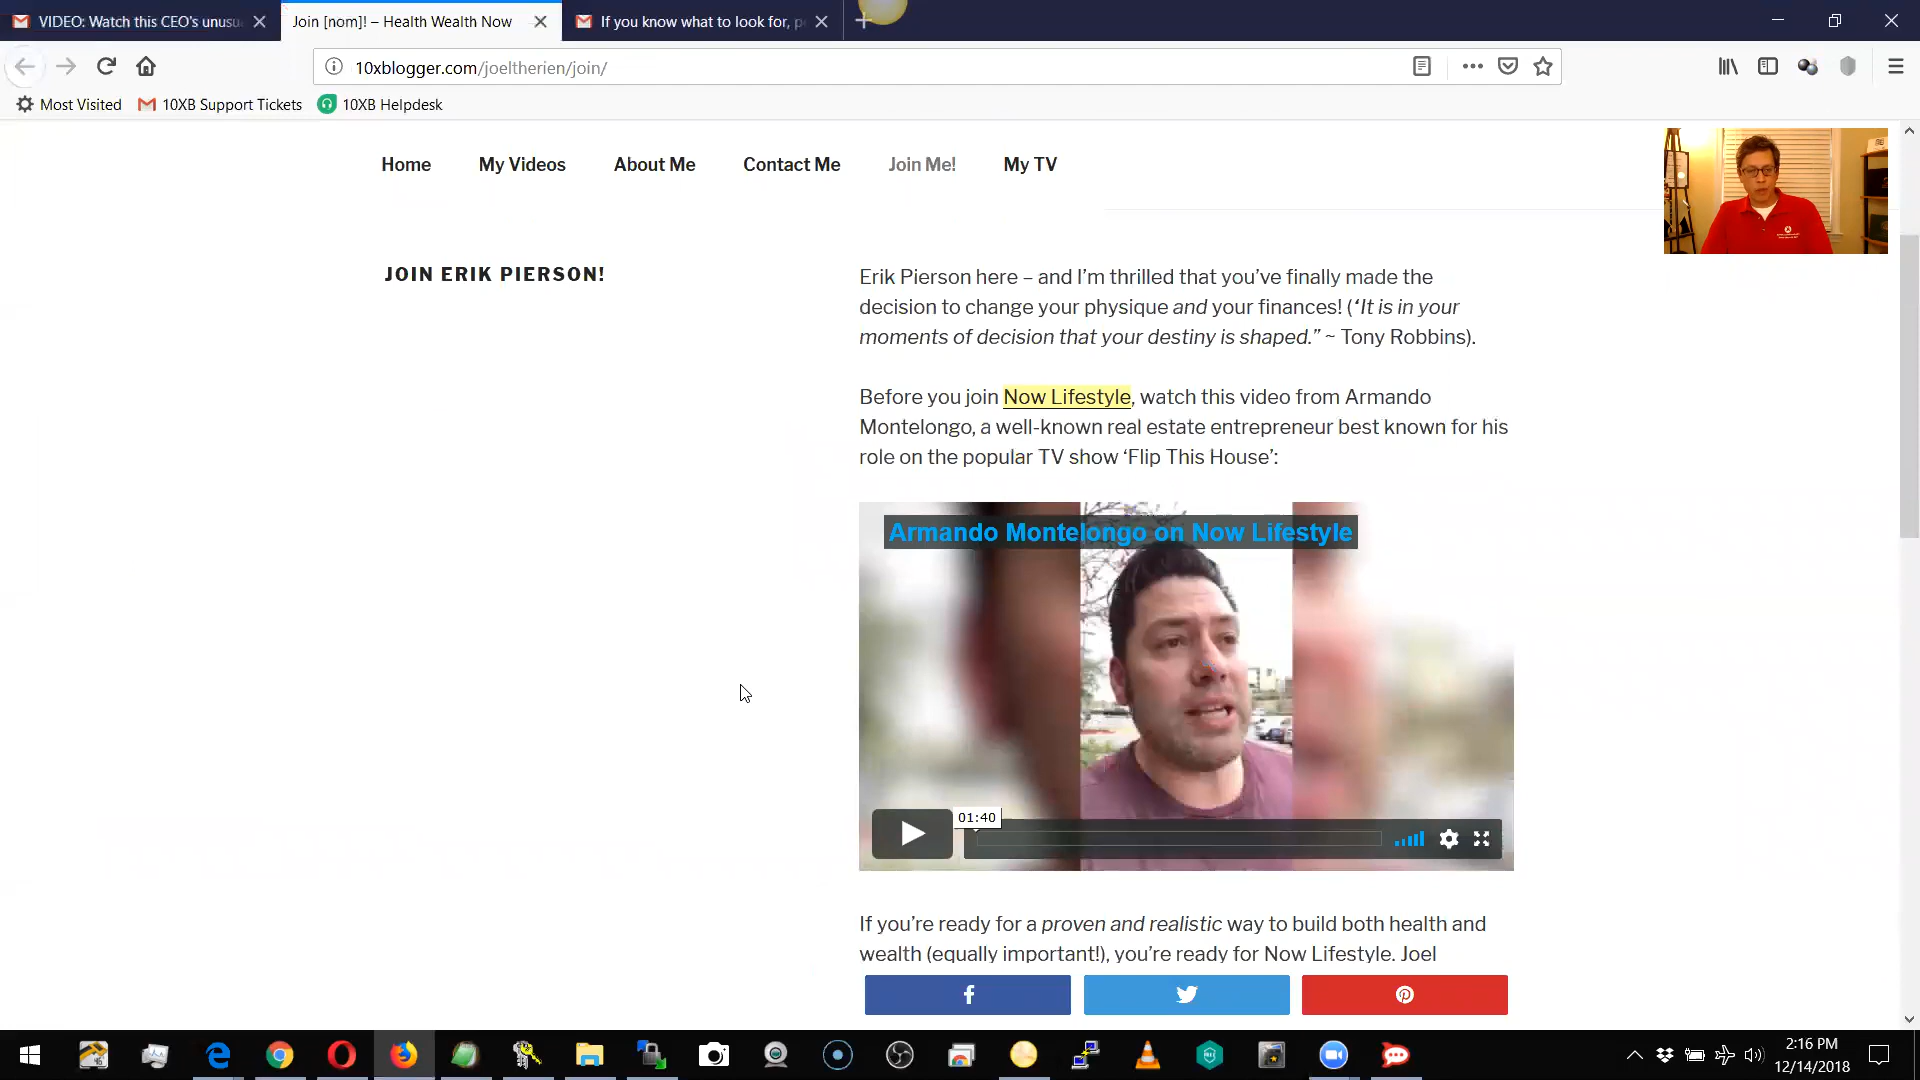 VIDEO: Watch this CEO's unusu
Join [nom]! – Health Wealth Now
If you know what to look for, p
10xblogger.com/joeltherien/join/
Most Visited
10XB Support Tickets
10XB Helpdesk
Home
My Videos
About Me
Contact Me
Join Me!
My TV
JOIN ERIK PIERSON!
Erik Pierson here – and I’m thrilled that you’ve finally made the
decision to change your physique and your finances! (“It is in your
moments of decision that your destiny is shaped.” ~ Tony Robbins).
Before you join Now Lifestyle, watch this video from Armando
Montelongo, a well-known real estate entrepreneur best known for his
role on the popular TV show ‘Flip This House’:
Armando Montelongo on Now Lifestyle
01:40
If you’re ready for a proven and realistic way to build both health and
wealth (equally important!), you’re ready for Now Lifestyle. Joel
2:16 PM
12/14/2018